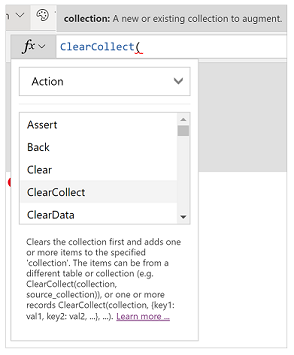 collection: A new or existing collection to augment.
fx ClearCollect(
Action
Assert
Back
Clear
ClearCollect
ClearData
Clears the collection first and adds one
or more items to the specified
'collection'. The items can be from a
different table or collection (e.g.
ClearCollect(collection,
source_collection)), or one or more
records ClearCollect(collection, {key1:
val1, key2: val2, ...}, ...). Learn more ...